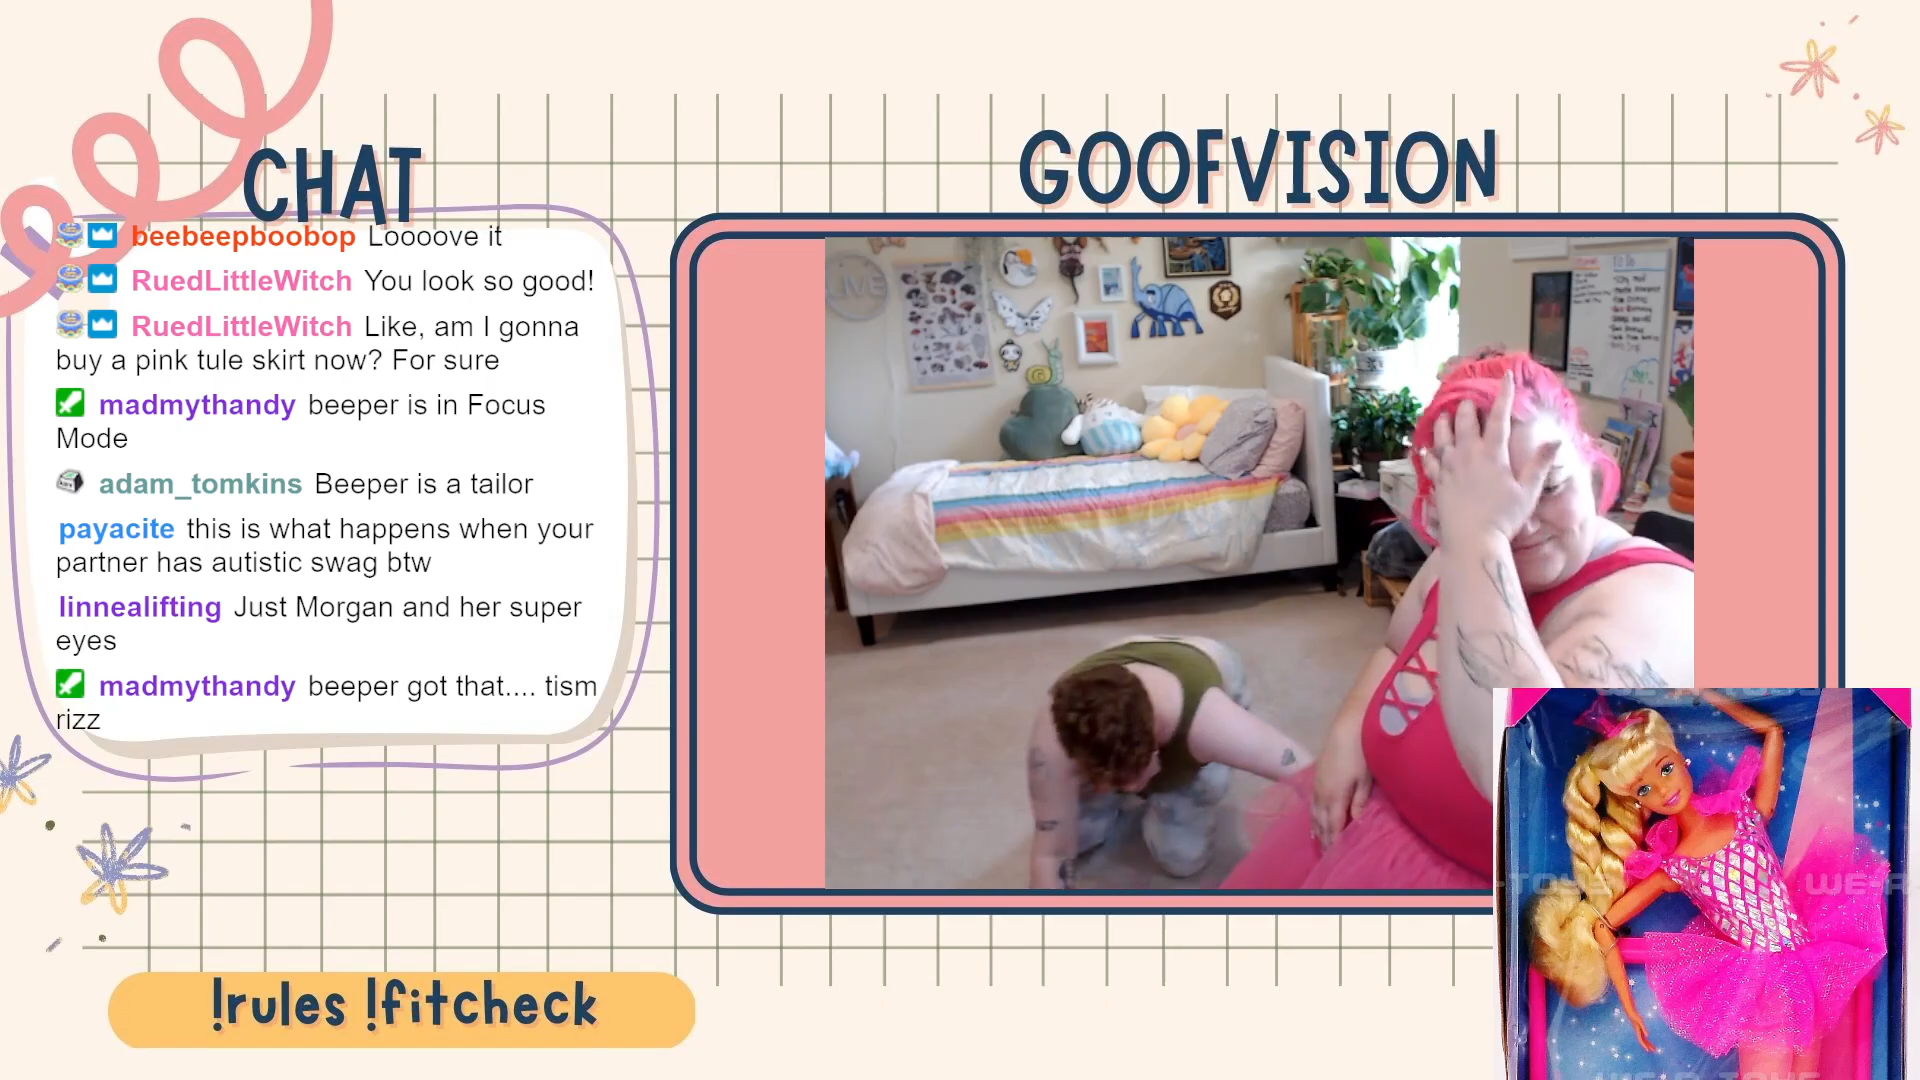 CHAT
GOOFVISION
beebeepboobop Loooove it
RuedLittleWitch You look so good!
RuedLittleWitch Like, am I gonna
buy a pink tule skirt now? For sure
madmythandy beeper is in Focus
Mode
adam_tomkins Beeper is a tailor
payacite this is what happens when your
partner has autistic swag btw
linnealifting Just Morgan and her super
eyes
madmythandy beeper got that.... tism
rizz
LIVE
!rules !fitcheck